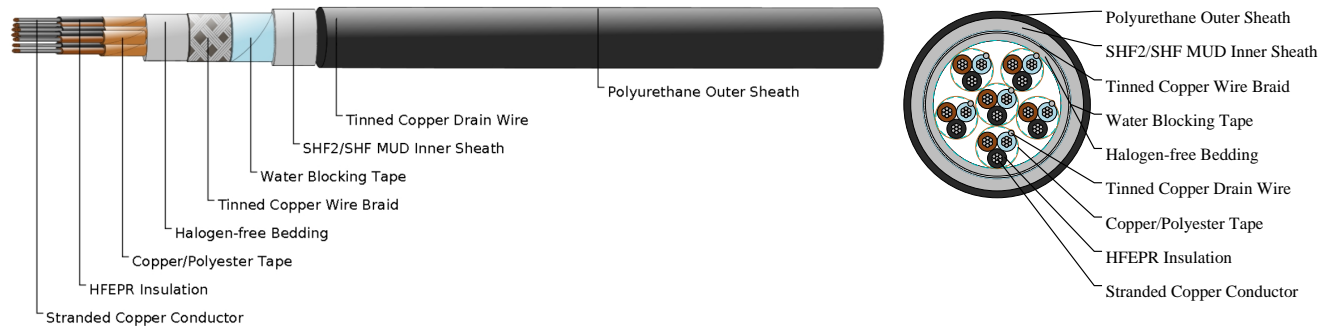 Polyurethane Outer Sheath
Tinned Copper Drain Wire
SHF2/SHF MUD Inner Sheath
Water Blocking Tape
Tinned Copper Wire Braid
Halogen-free Bedding
Copper/Polyester Tape
HFEPR Insulation
Stranded Copper Conductor
Polyurethane Outer Sheath
SHF2/SHF MUD Inner Sheath
Tinned Copper Wire Braid
Water Blocking Tape
Halogen-free Bedding
Tinned Copper Drain Wire
Copper/Polyester Tape
HFEPR Insulation
Stranded Copper Conductor